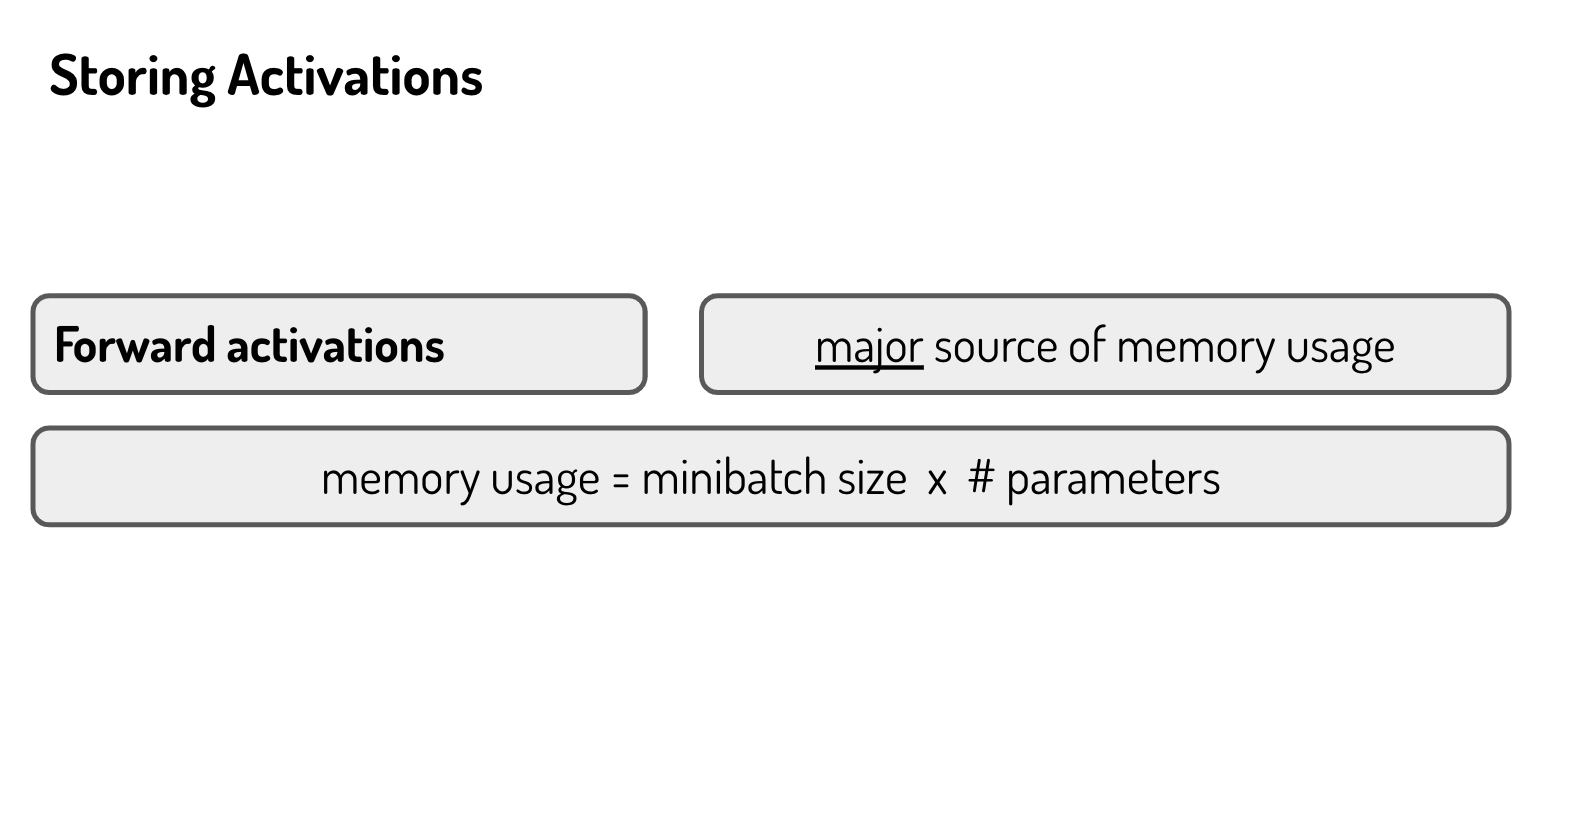 Storing Activations
Forward activations
major source of memory usage
memory usage = minibatch size x # parameters